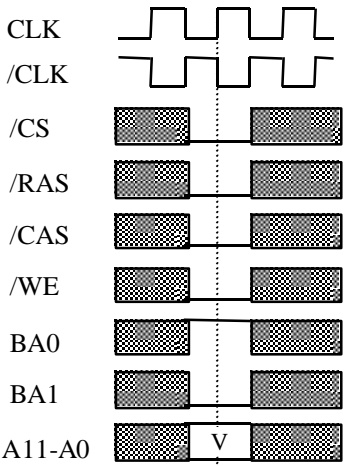 CLK
/CLK
/CS
/RAS
/CAS
/WE
BA0
BA1
A11-A0 V